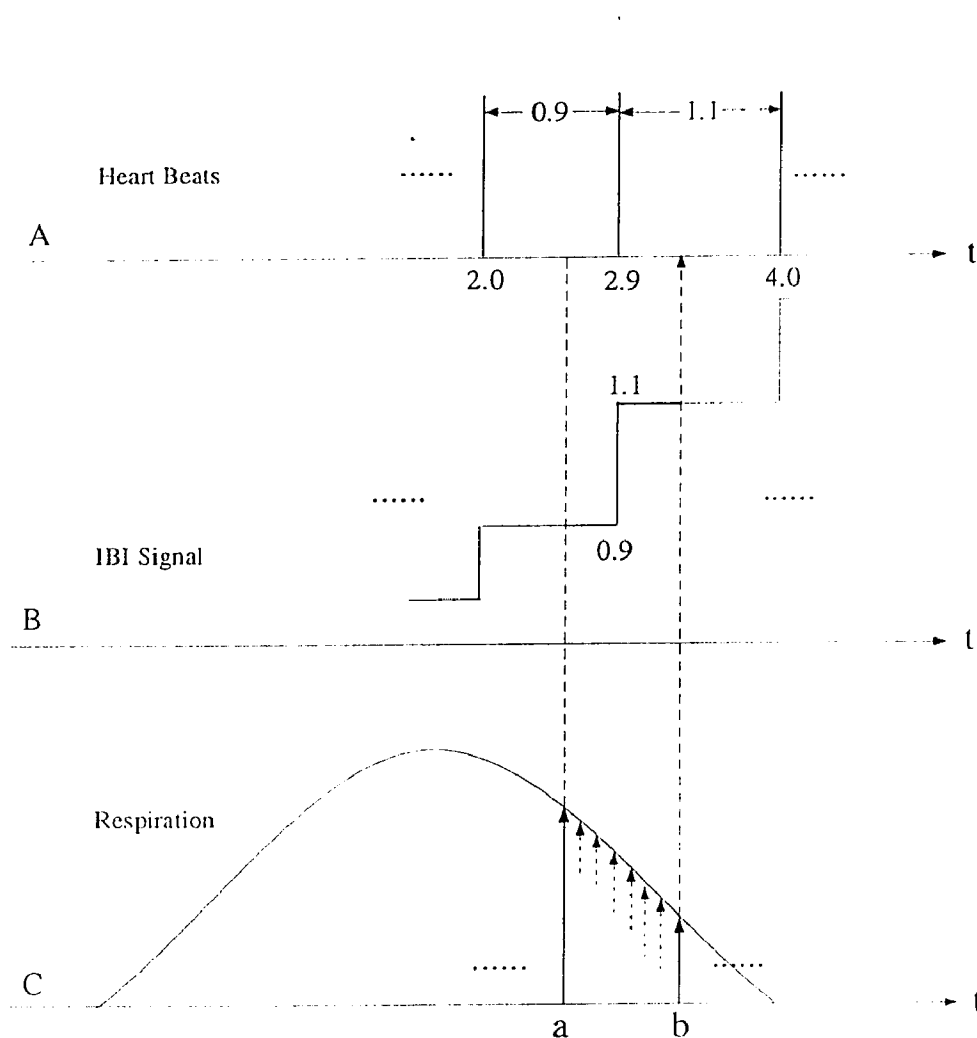 0.9 1.1
Heart Beats
...... ......
A
t
2.0 2.9 4.0
1.1
...... ......
0.9
IBI Signal
B
t
Respiration
...... ......
C
t
a b